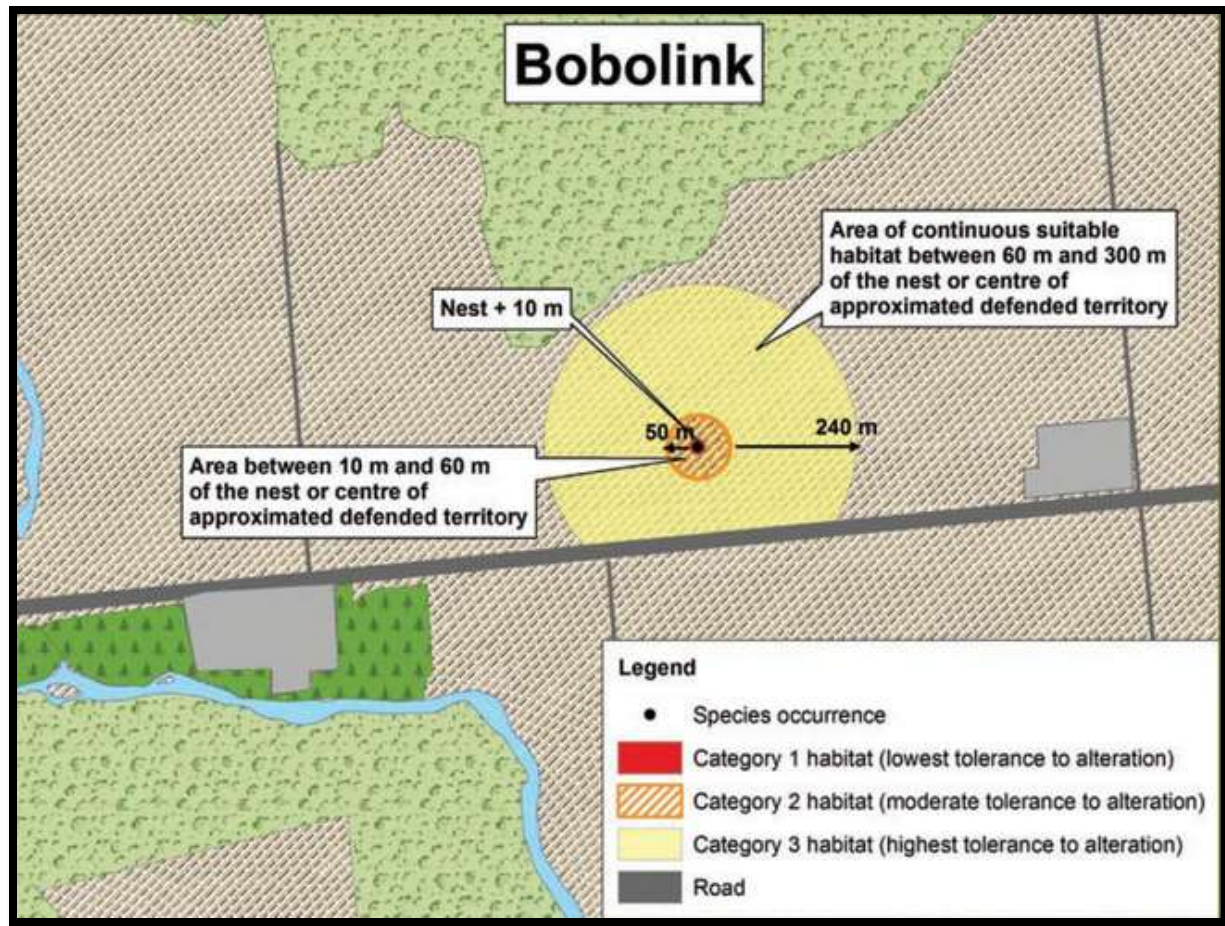 Bobolink
Area of continuous suitable
habitat between 60 m and 300 m
of the nest or centre of
approximated defended territory
Nest + 10 m
50 m
240 m
Area between 10 m and 60 m
of the nest or centre of
approximated defended territory
Legend
Species occurrence
Category 1 habitat (lowest tolerance to alteration)
Category 2 habitat (moderate tolerance to alteration)
Category 3 habitat (highest tolerance to alteration)
Road